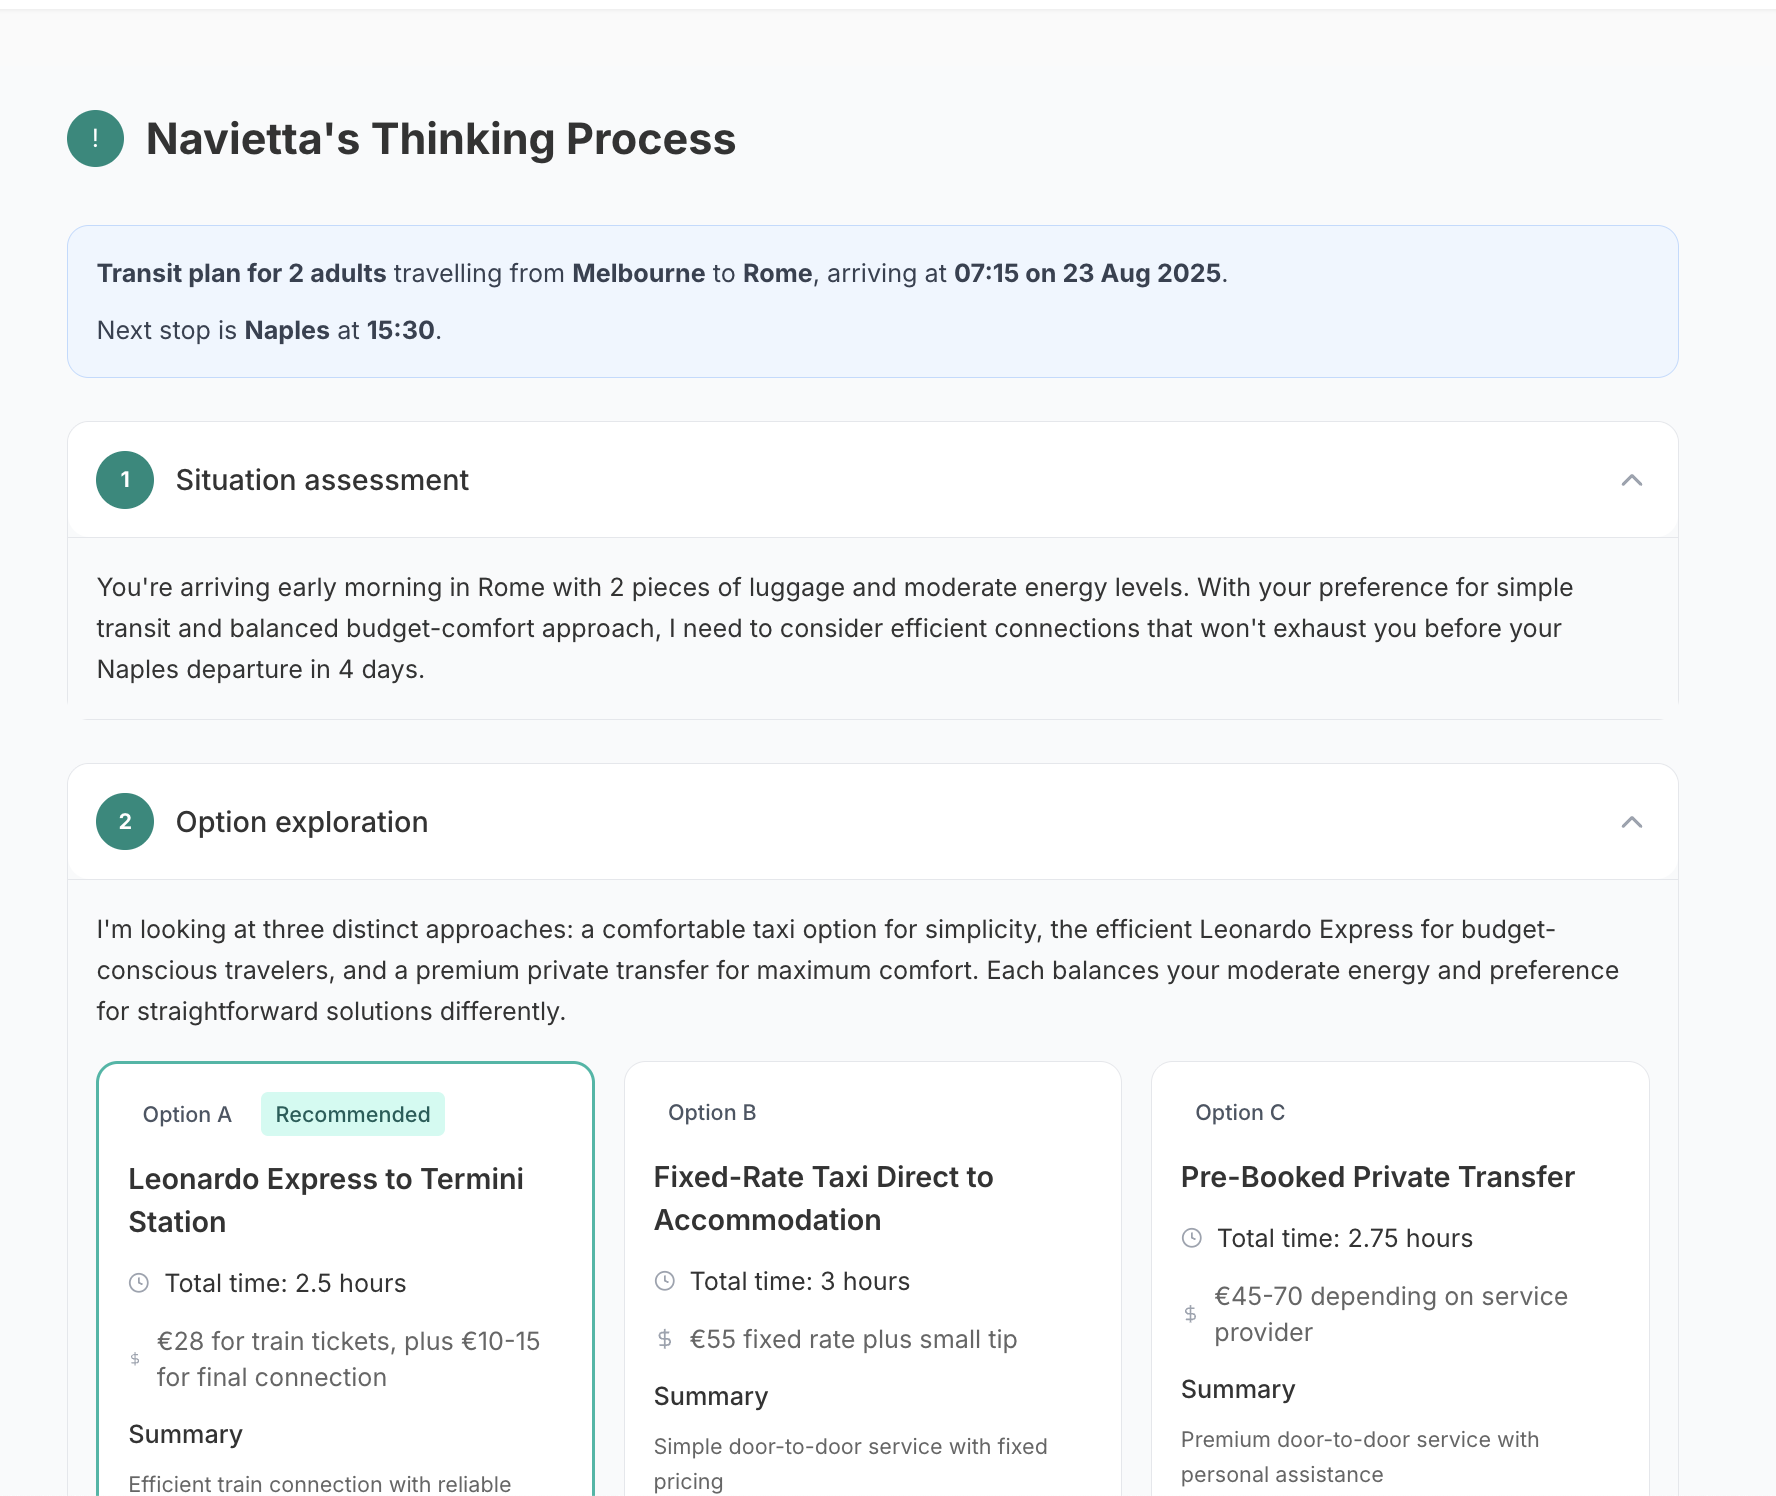 !
Navietta's Thinking Process
Transit plan for 2 adults travelling from Melbourne to Rome, arriving at 07:15 on 23 Aug 2025.
Next stop is Naples at 15:30.
1
Situation assessment
You're arriving early morning in Rome with 2 pieces of luggage and moderate energy levels. With your preference for simple
transit and balanced budget-comfort approach, I need to consider efficient connections that won't exhaust you before your
Naples departure in 4 days.
2
Option exploration
I'm looking at three distinct approaches: a comfortable taxi option for simplicity, the efficient Leonardo Express for budget-
conscious travelers, and a premium private transfer for maximum comfort. Each balances your moderate energy and preference
for straightforward solutions differently.
Option A
Recommended
Leonardo Express to Termini
Station
Total time: 2.5 hours
$
€28 for train tickets, plus €10-15
for final connection
Summary
Efficient train connection with reliable
Option B
Fixed-Rate Taxi Direct to
Accommodation
Total time: 3 hours
$ €55 fixed rate plus small tip
Summary
Simple door-to-door service with fixed
pricing
Option C
Pre-Booked Private Transfer
Total time: 2.75 hours
$
€45-70 depending on service
provider
Summary
Premium door-to-door service with
personal assistance